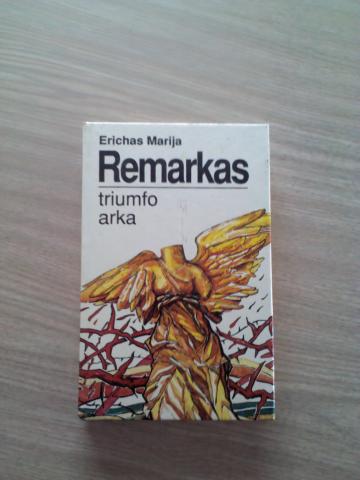 Erichas Marija
Remarkas
triumfo
arka